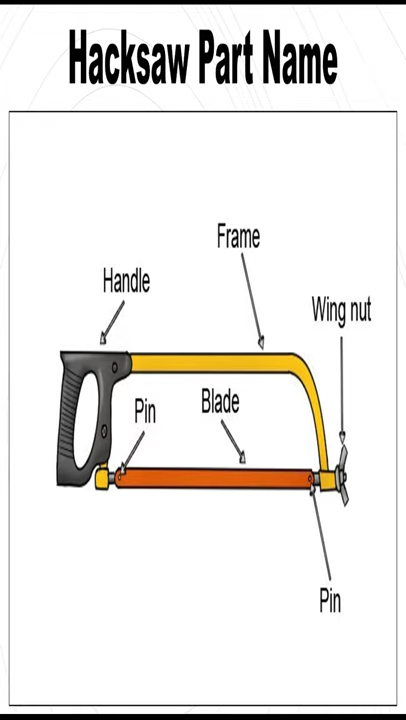 Hacksaw Part Name
Frame
Handle
Wing nut
Pin
Blade
Pin